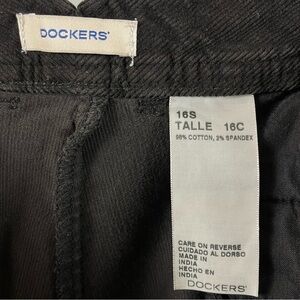 DOCKERS®
16S
TALLE 16C
98% COTTON, 2% SPANDEX
CARE ON REVERSE
CUIDADO AL DORSO
MADE IN
INDIA
HECHO EN
INDIA
DOCKERS®